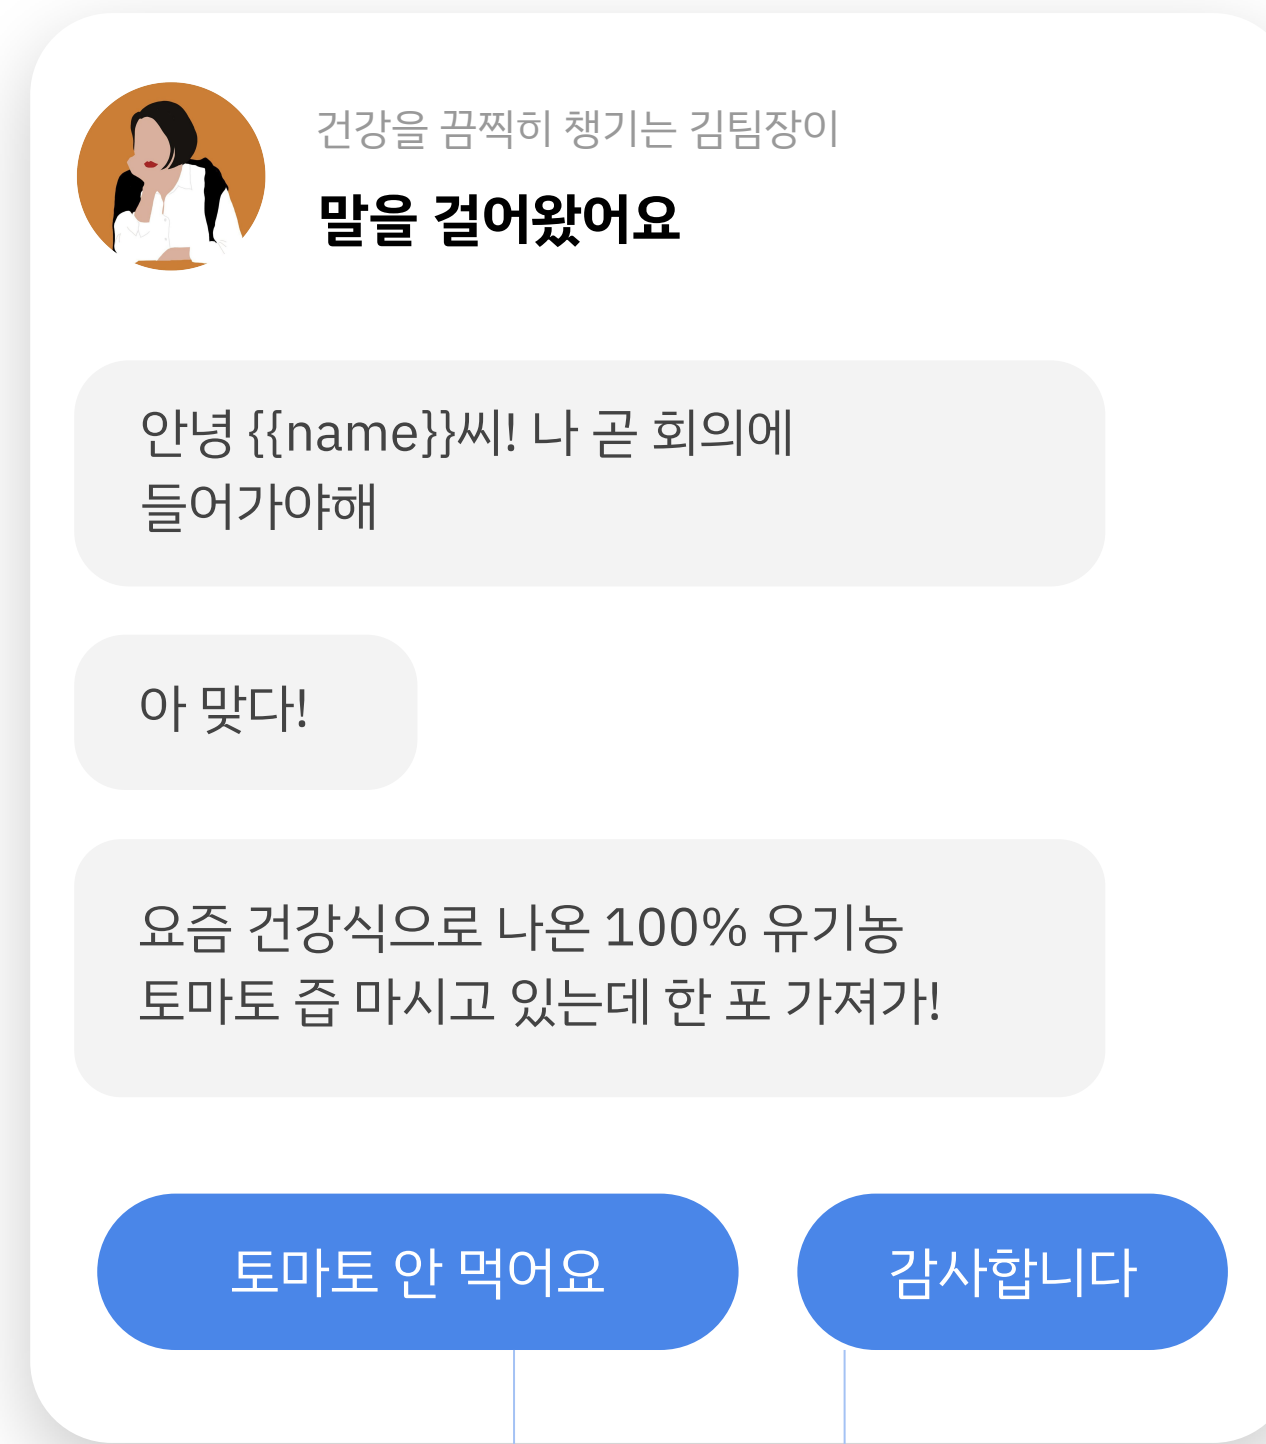 건강을 끔찍히 챙기는 김팀장이
말을 걸어왔어요
안녕 {{name}}씨! 나 곧 회의에
들어가야해
아 맞다!
요즘 건강식으로 나온 100% 유기농
토마토 즙 마시고 있는데 한 포 가져가!
토마토 안 먹어요
감사합니다